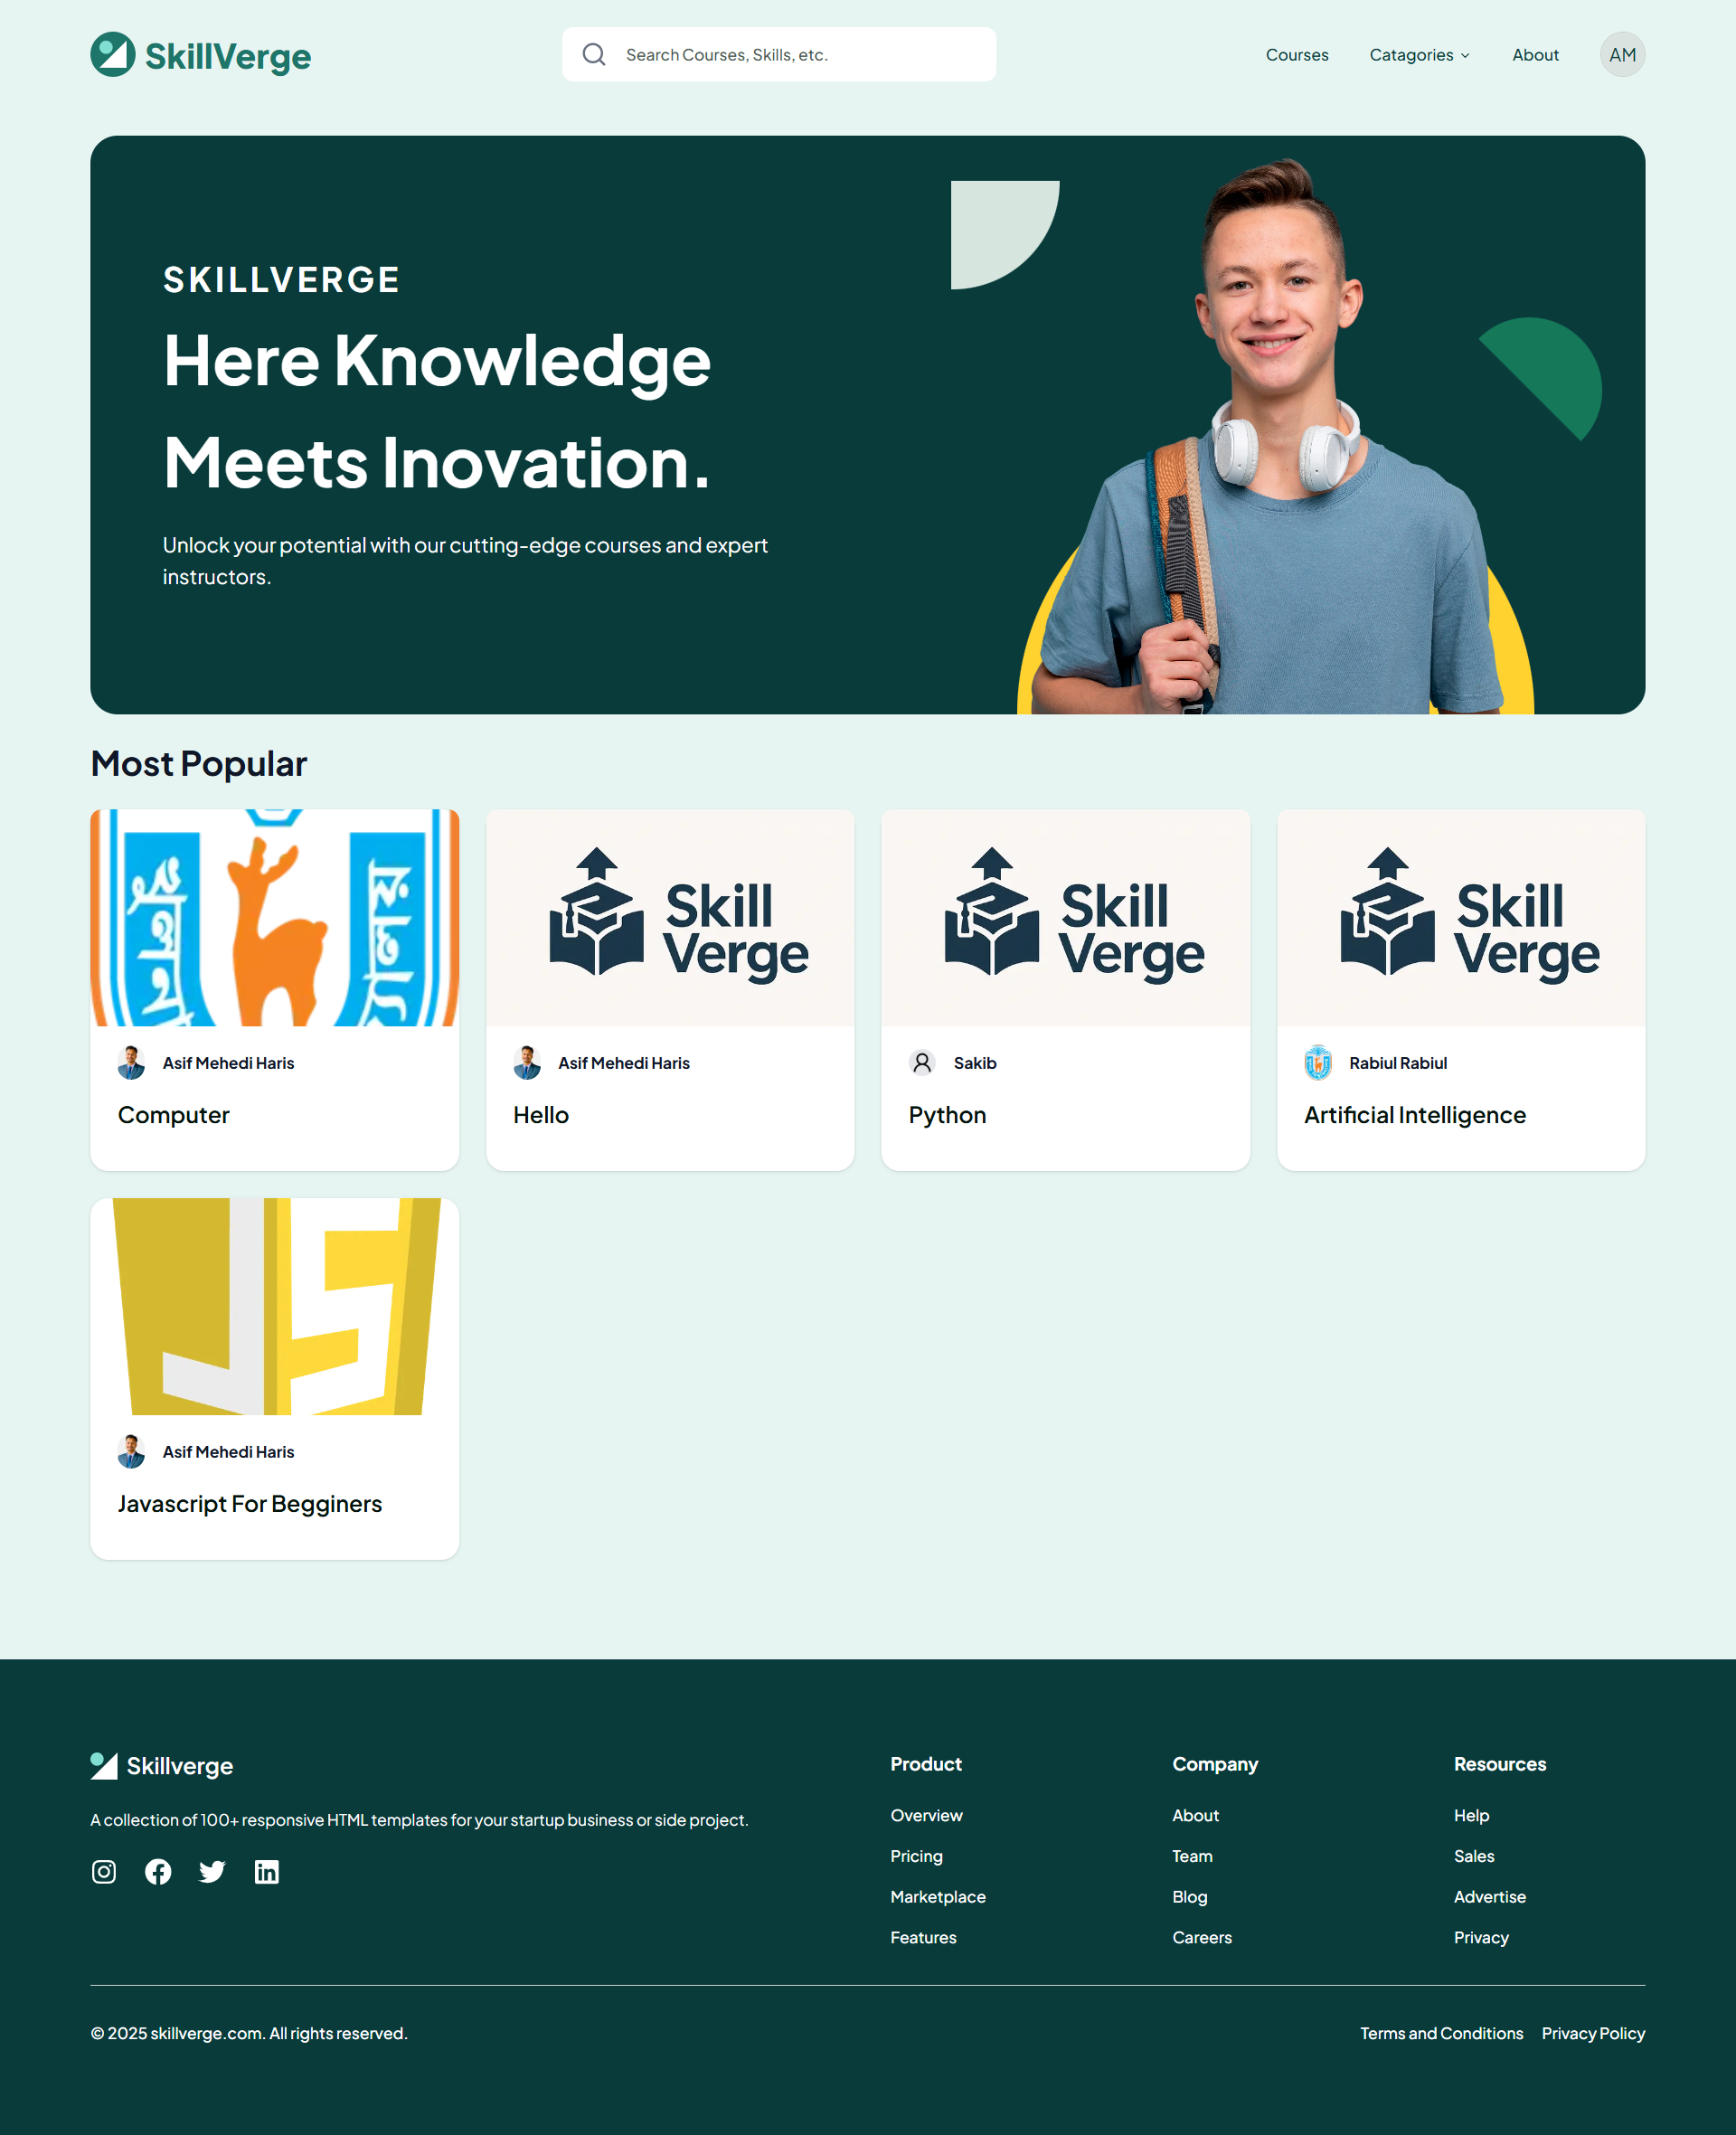 SkillVerge
Search Courses, Skills, etc.
Courses
Catagories
About
AM
SKILLVERGE
Here Knowledge
Meets Inovation.
Unlock your potential with our cutting-edge courses and expert
instructors.
Most Popular
Skill
Verge
Skill
Verge
Skill
Verge
Asif Mehedi Haris
Asif Mehedi Haris
Sakib
Rabiul Rabiul
Computer
Hello
Python
Artificial Intelligence
JS
Asif Mehedi Haris
Javascript For Begginers
Skillverge
A collection of 100+ responsive HTML templates for your startup business or side project.
in
Product
Overview
Pricing
Marketplace
Features
Company
About
Team
Blog
Careers
Resources
Help
Sales
Advertise
Privacy
© 2025 skillverge.com. All rights reserved.
Terms and Conditions
Privacy Policy